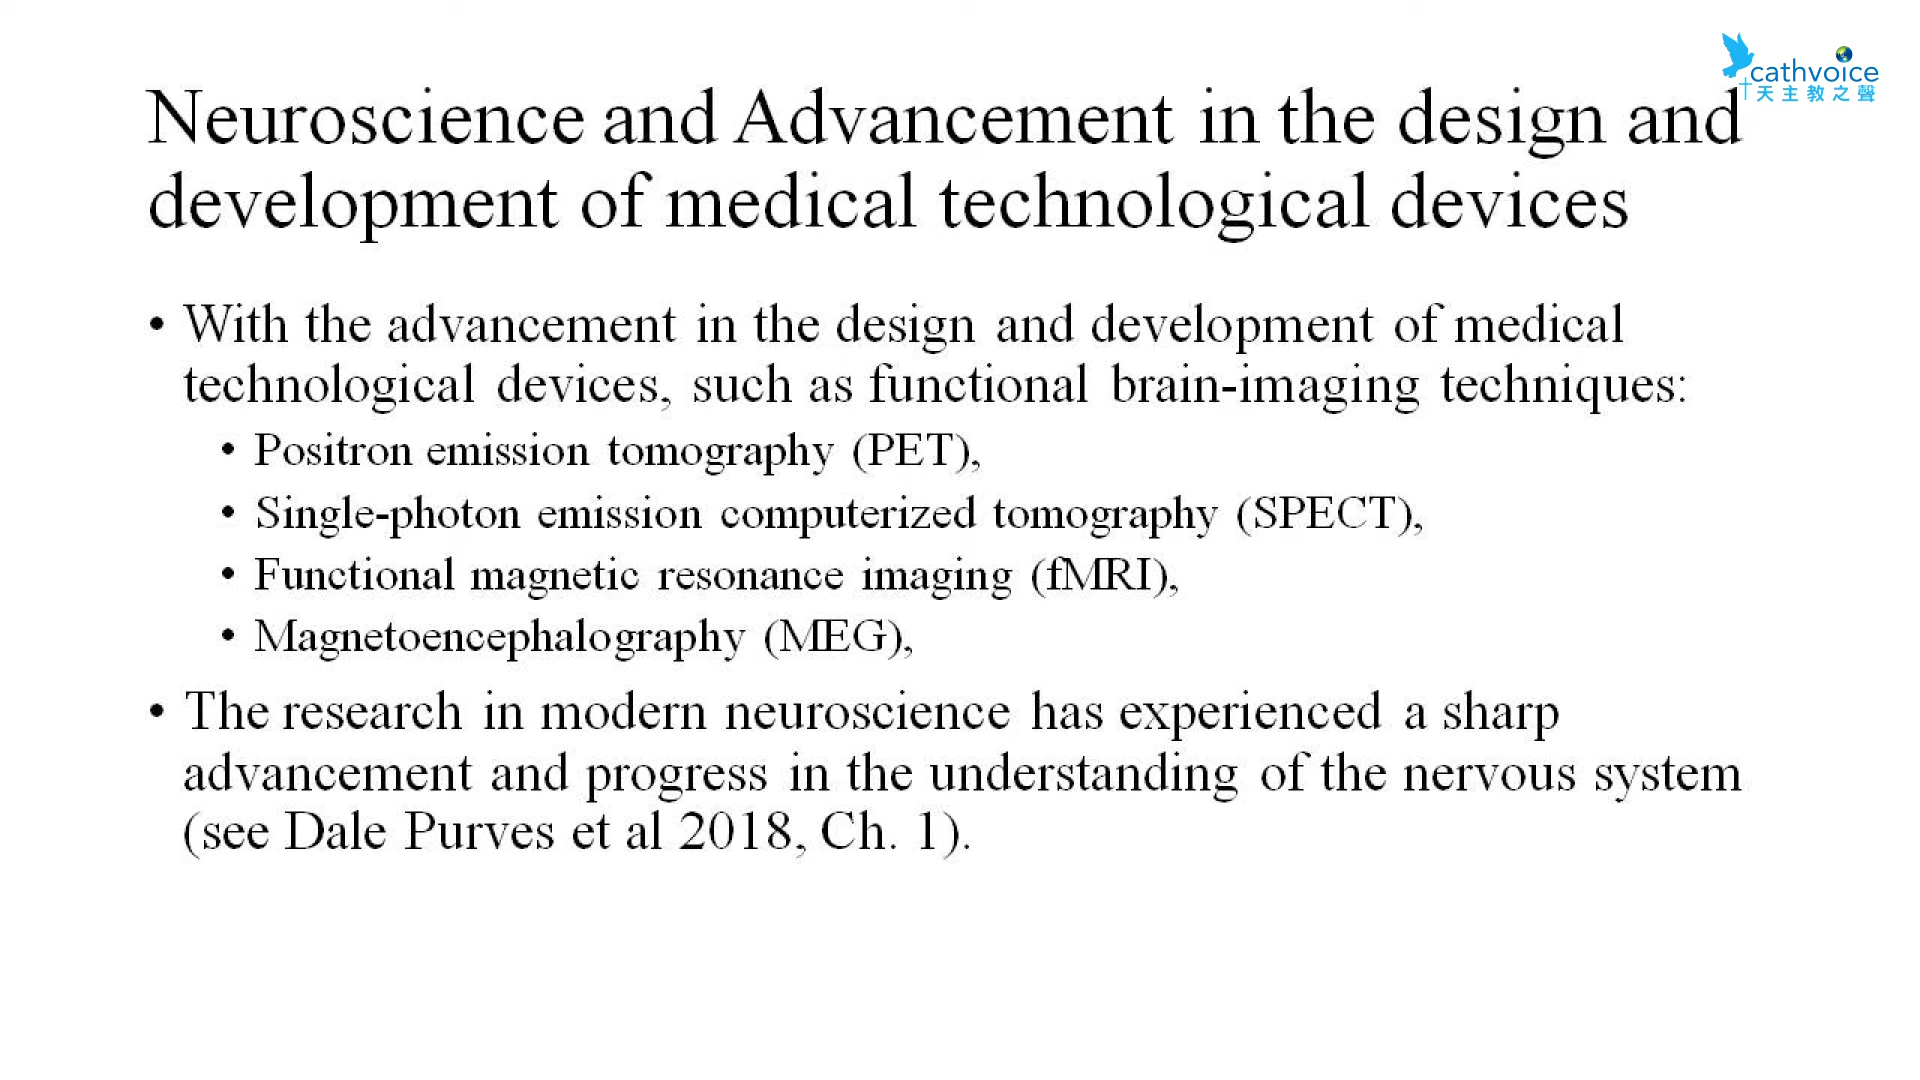 cathvoice
天主教之聲
Neuroscience and Advancement in the design and
development of medical technological devices
• With the advancement in the design and development of medical
technological devices, such as functional brain-imaging techniques:
• Positron emission tomography (PET),
• Single-photon emission computerized tomography (SPECT),
• Functional magnetic resonance imaging (fMRI),
• Magnetoencephalography (MEG),
• The research in modern neuroscience has experienced a sharp
advancement and progress in the understanding of the nervous system
(see Dale Purves et al 2018, Ch. 1).